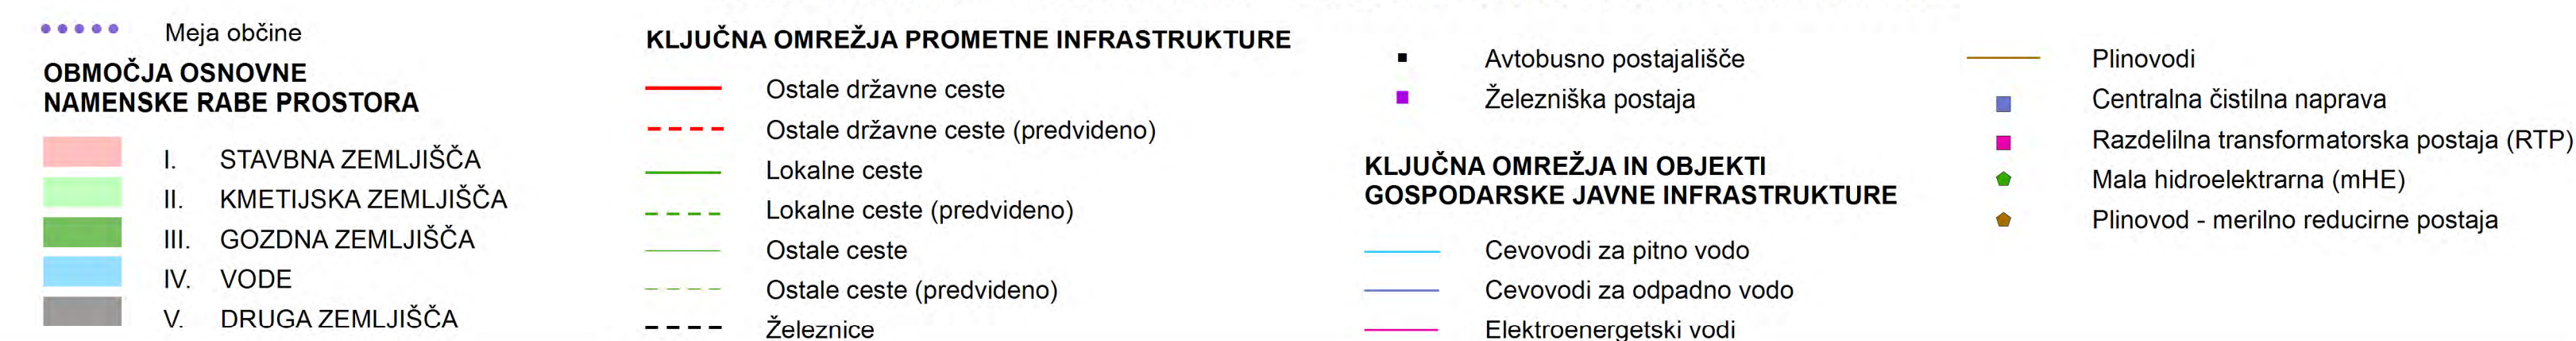 Meja občine
OBMOČJA OSNOVNE
NAMENSKE RABE PROSTORA
I. STAVBNA ZEMLJIŠČA
II. KMETIJSKA ZEMLJIŠČA
III. GOZDNA ZEMLJIŠČA
IV. VODE
V. DRUGA ZEMLJIŠČA
KLJUČNA OMREŽJA PROMETNE INFRASTRUKTURE
Ostale državne ceste
Ostale državne ceste (predvideno)
Lokalne ceste
Lokalne ceste (predvideno)
Ostale ceste
Ostale ceste (predvideno)
Železnice
Avtobusno postajališče
Železniška postaja
KLJUČNA OMREŽJA IN OBJEKTI
GOSPODARSKE JAVNE INFRASTRUKTURE
Cevovodi za pitno vodo
Cevovodi za odpadno vodo
Elektroenergetski vodi
Plinovodi
Centralna čistilna naprava
Razdelilna transformatorska postaja (RTP)
Mala hidroelektrarna (mHE)
Plinovod - merilno reducirne postaja